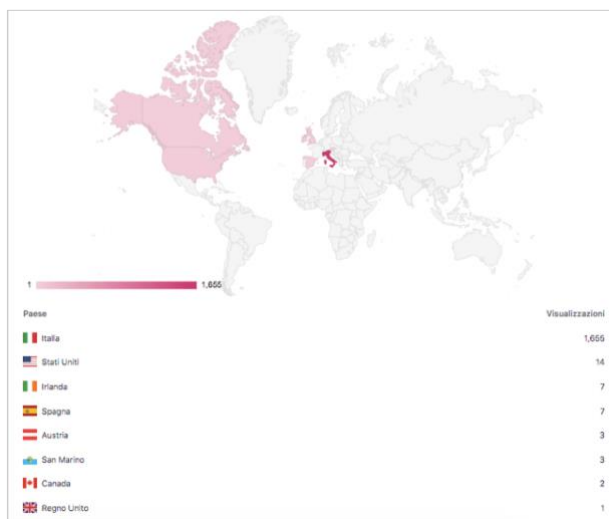 1 1,655
Paese Visualizzazioni
Italia 1,655
Stati Uniti 14
Irlanda 7
Spagna 7
Austria 3
San Marino 3
Canada 2
Regno Unito 1